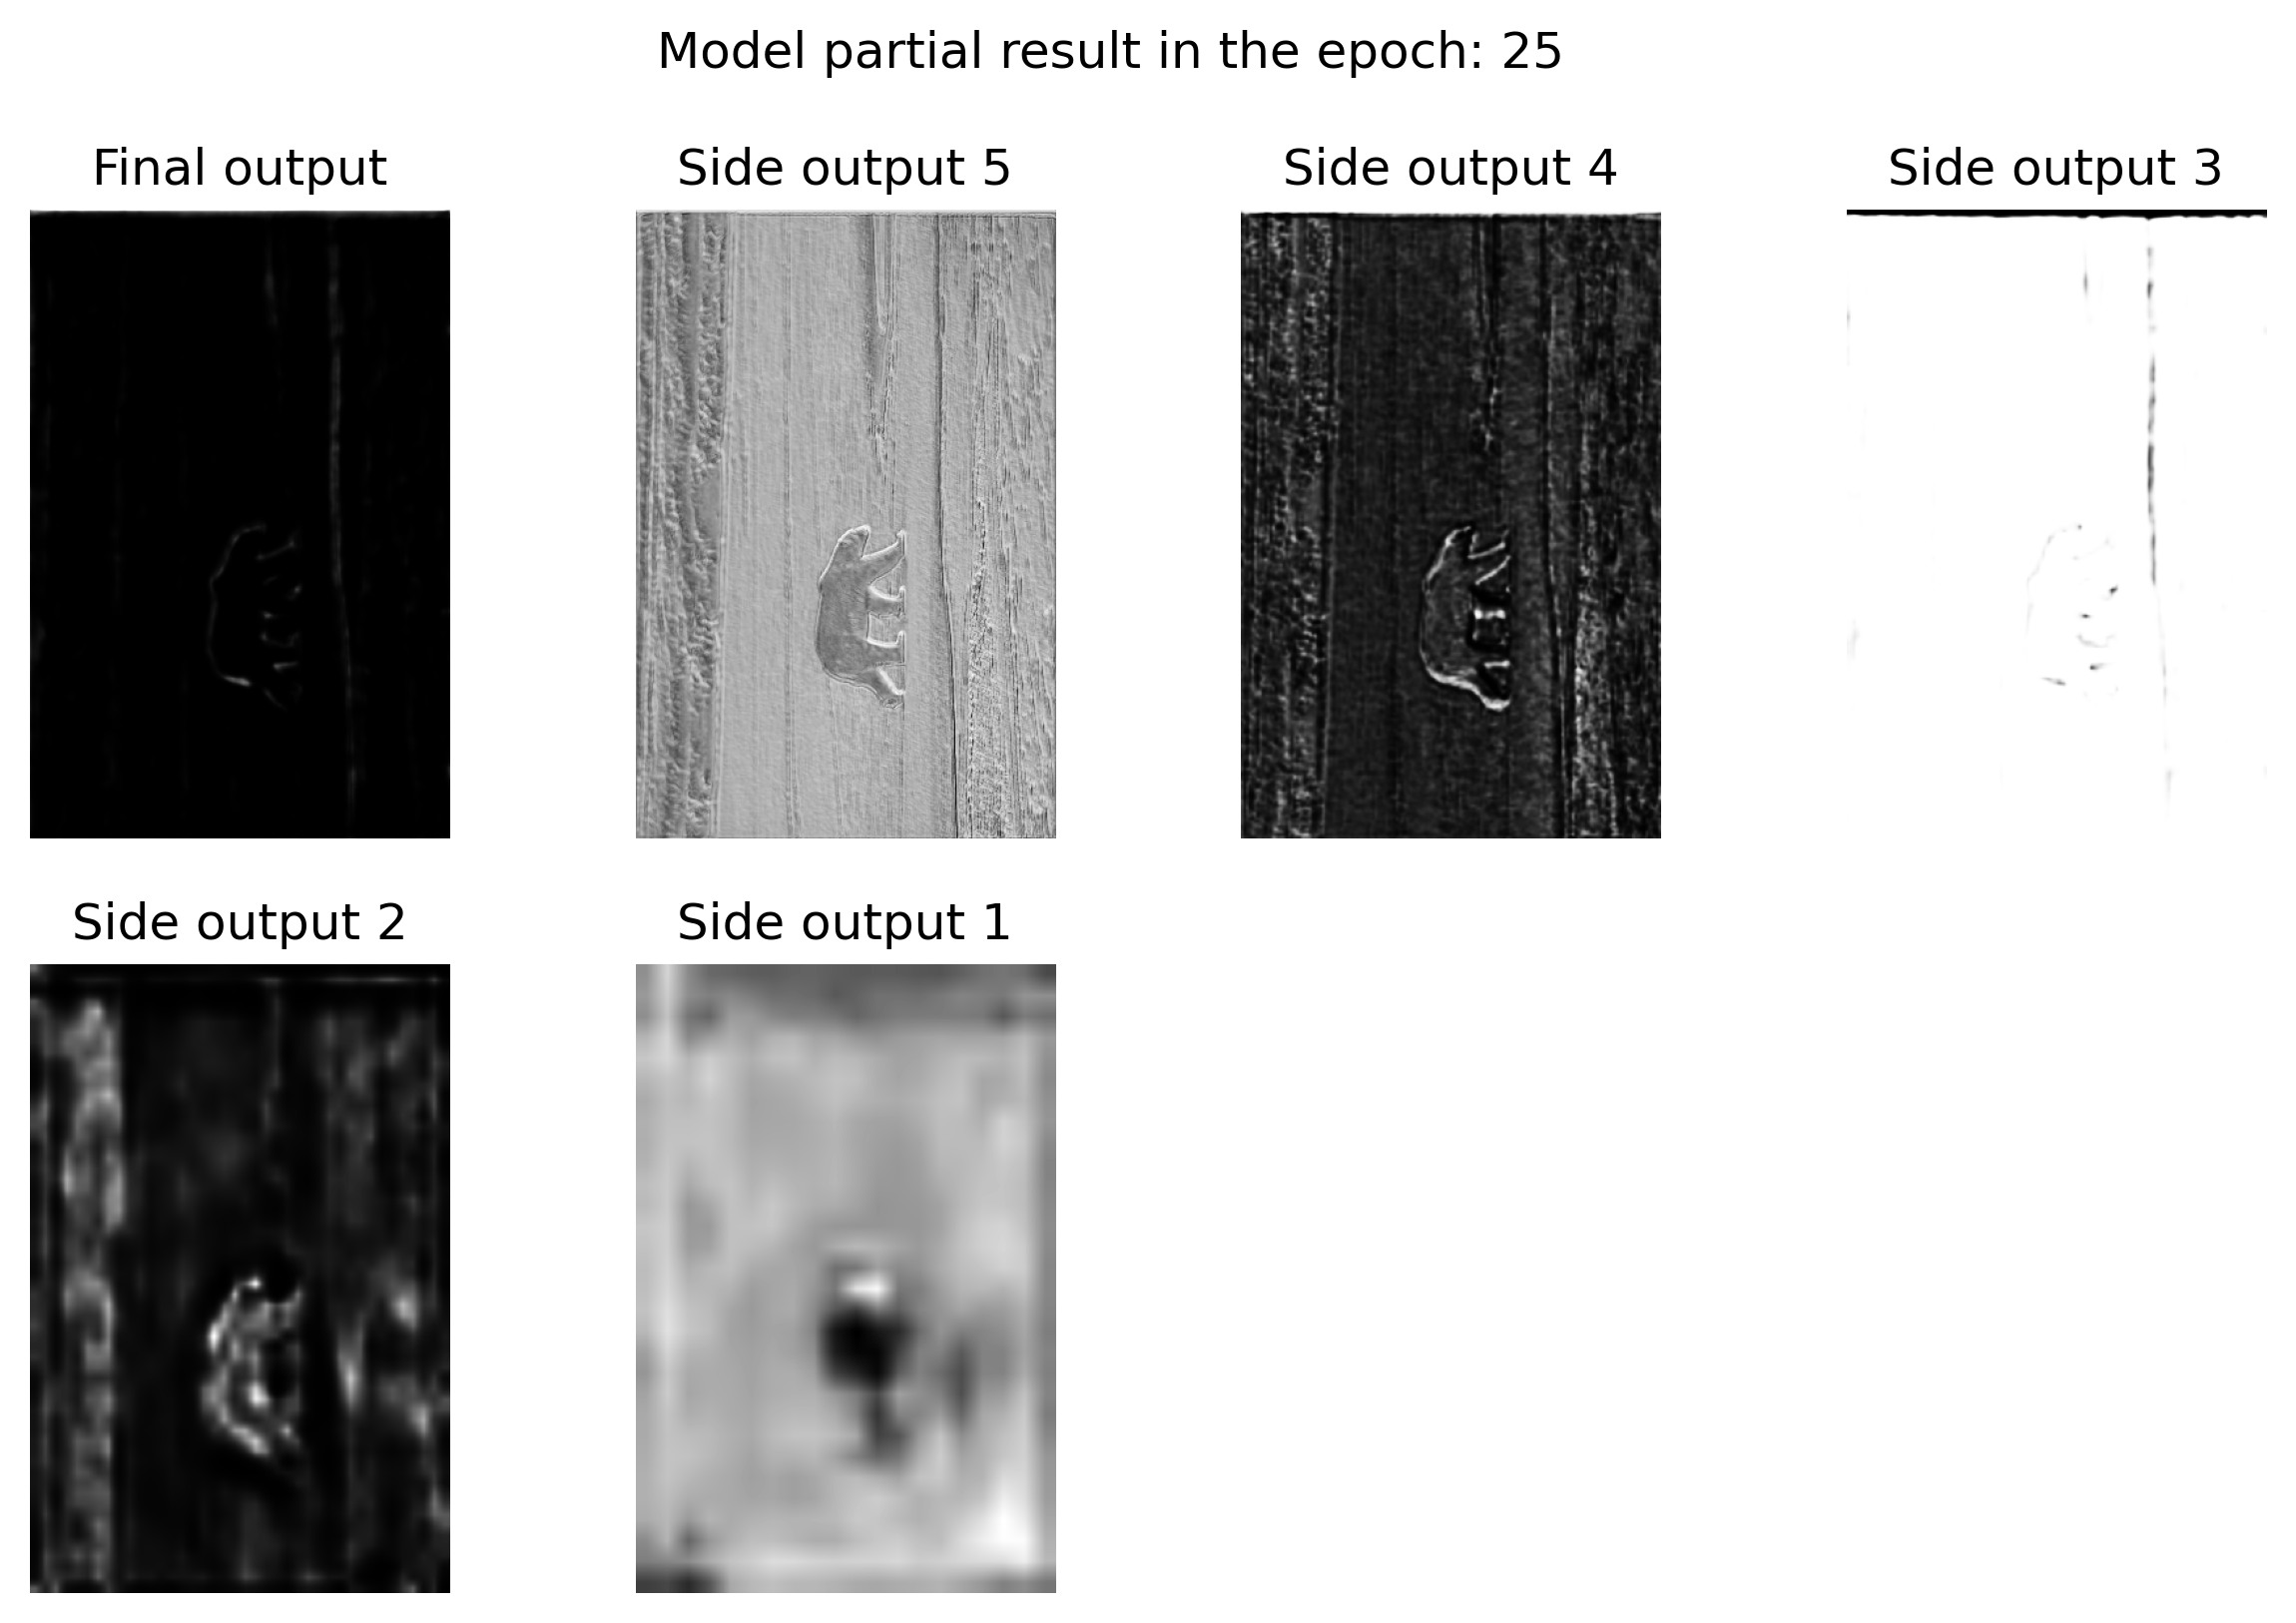 Model partial result in the epoch: 25
Final output
Side output 5
Side output 4
Side output 3
Side output 2
Side output 1